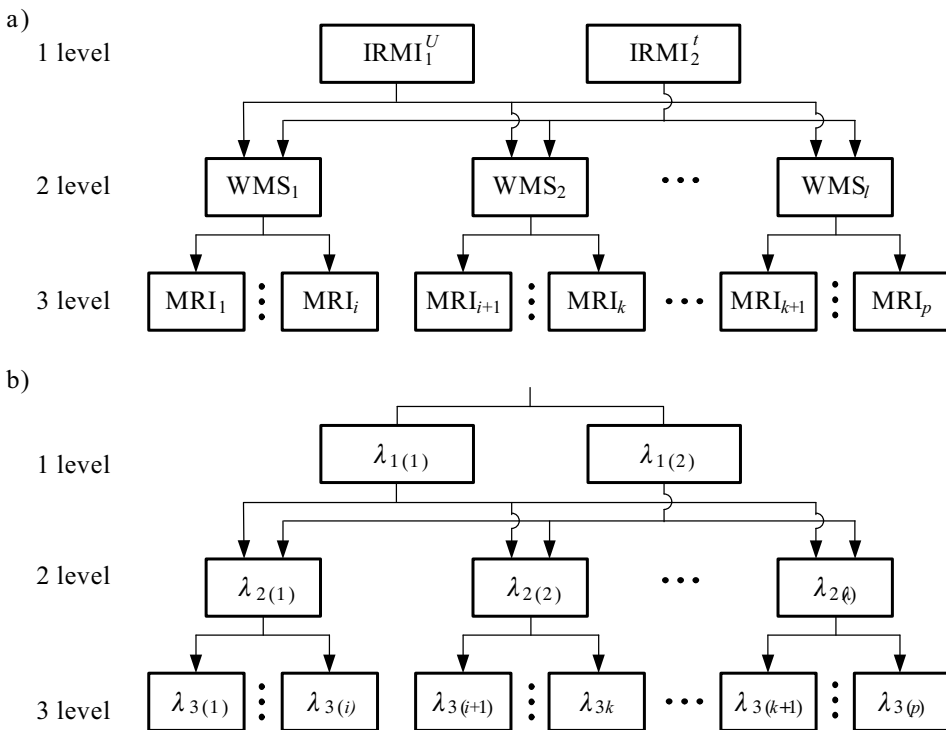 a)
1 level IRMI₁ᵁ IRMI₂ᵗ
2 level WMS₁ WMS₂ ••• WMSₗ
3 level MRI₁ ⋮ MRIᵢ MRIᵢ₊₁ ⋮ MRIₖ ••• MRIₖ₊₁ ⋮ MRIₚ
b)
1 level λ₁₍₁₎ λ₁₍₂₎
2 level λ₂₍₁₎ λ₂₍₂₎ •••
3 level λ₃₍₁₎ ⋮ λ₃₍ᵢ₎ λ₃₍ᵢ₊₁₎ ⋮ λ₃ₖ ••• λ₃₍ₖ₊₁₎ ⋮ λ₃₍ₚ₎